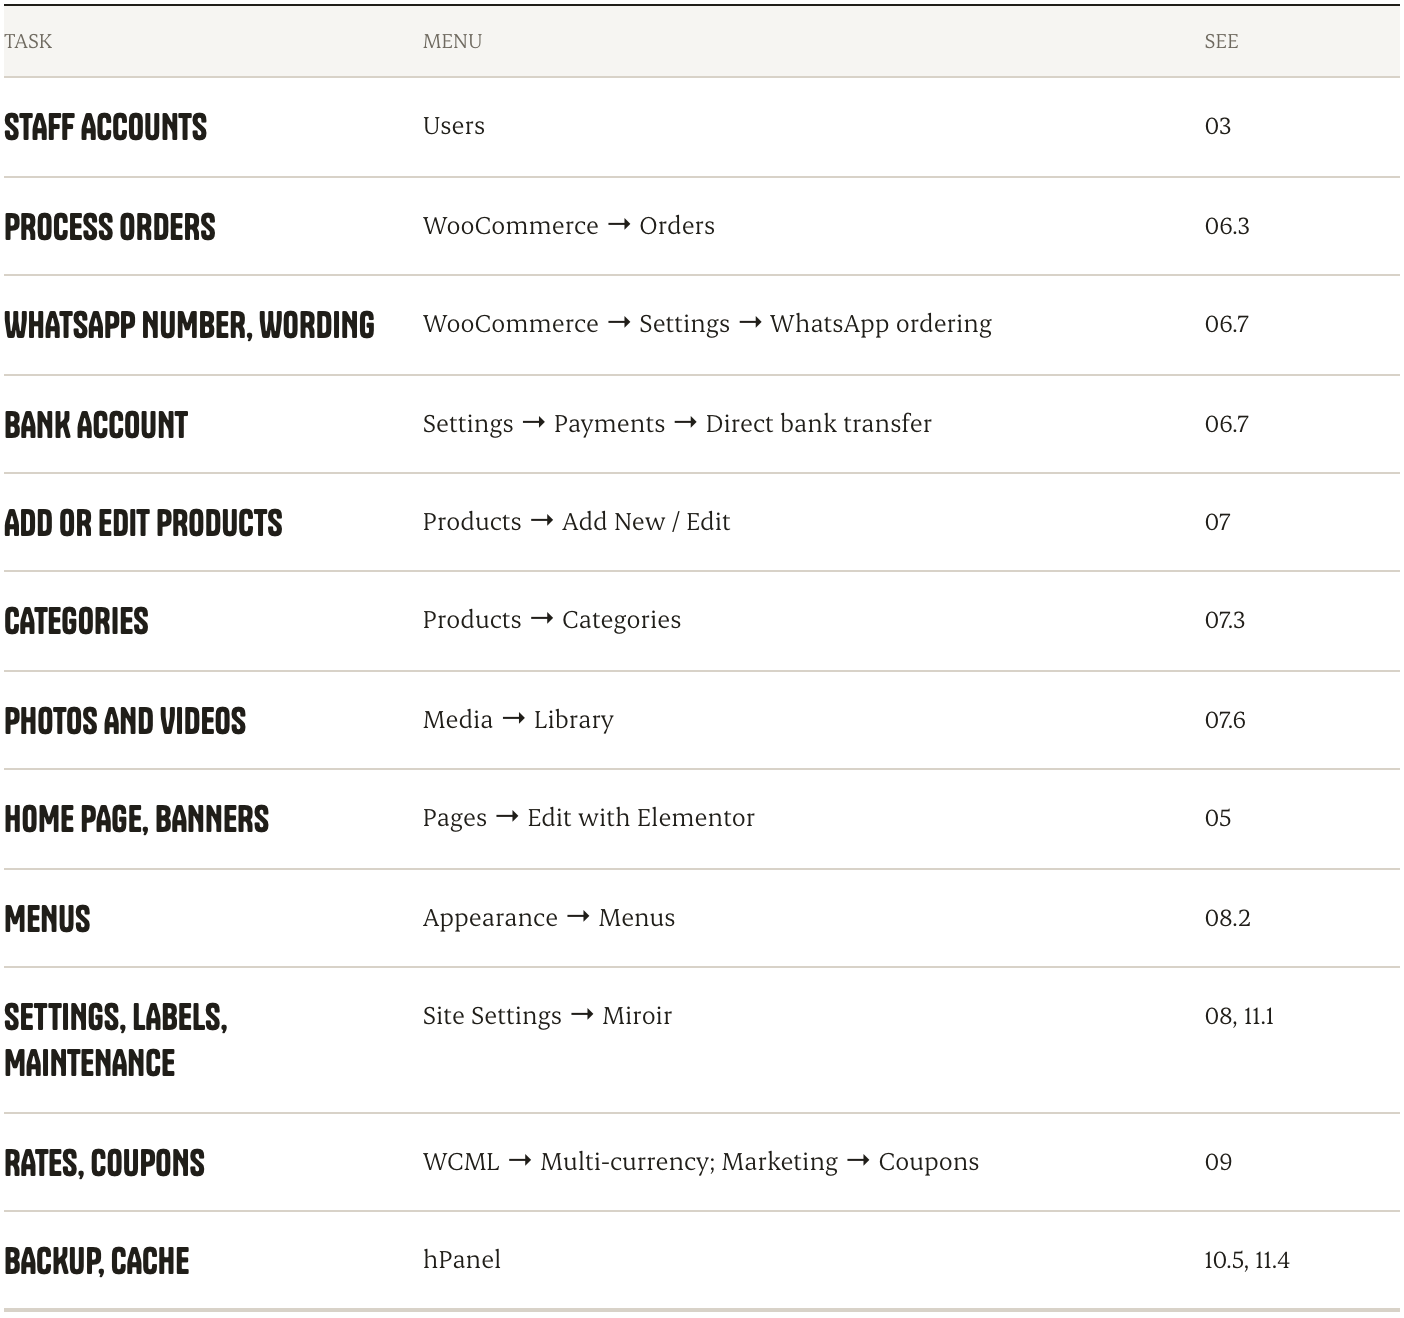 TASK MENU SEE
STAFF ACCOUNTS Users 03
PROCESS ORDERS WooCommerce → Orders 06.3
WHATSAPP NUMBER, WORDING WooCommerce → Settings → WhatsApp ordering 06.7
BANK ACCOUNT Settings → Payments → Direct bank transfer 06.7
ADD OR EDIT PRODUCTS Products → Add New / Edit 07
CATEGORIES Products → Categories 07.3
PHOTOS AND VIDEOS Media → Library 07.6
HOME PAGE, BANNERS Pages → Edit with Elementor 05
MENUS Appearance → Menus 08.2
SETTINGS, LABELS, Site Settings → Miroir 08, 11.1
MAINTENANCE
RATES, COUPONS WCML → Multi-currency; Marketing → Coupons 09
BACKUP, CACHE hPanel 10.5, 11.4